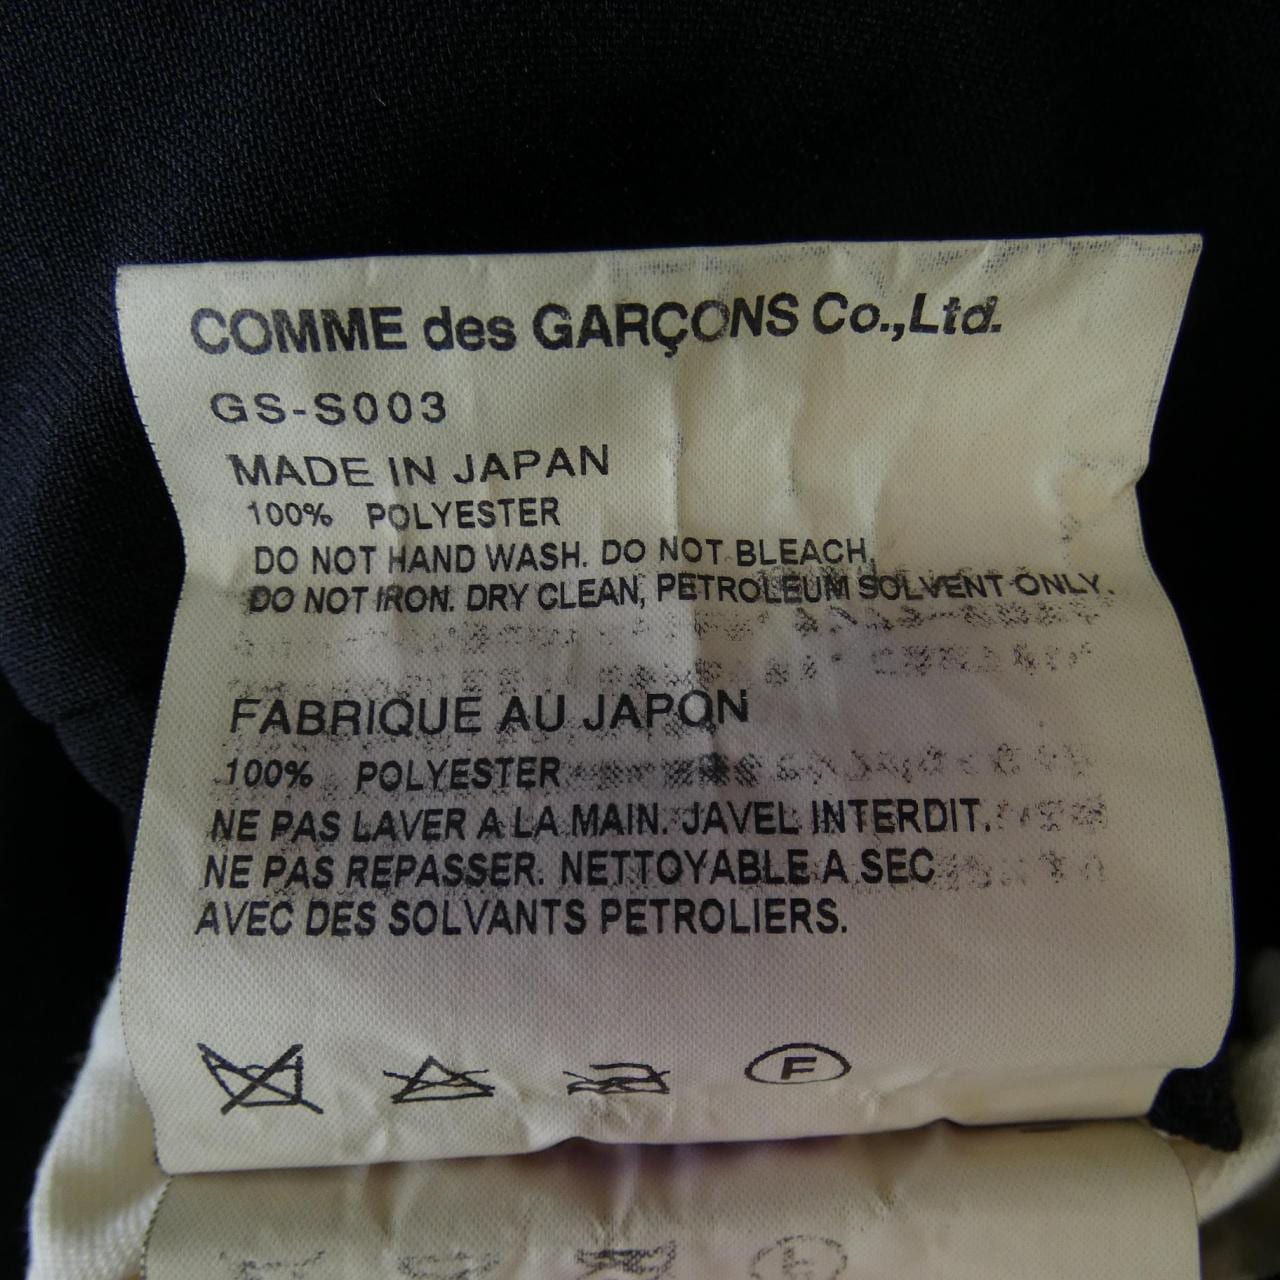 COMME des GARÇONS Co.,Ltd.
GS-S003
MADE IN JAPAN
100% POLYESTER
DO NOT HAND WASH. DO NOT BLEACH,
DO NOT IRON. DRY CLEAN, PETROLEUM SOLVENT ONLY.
FABRIQUE AU JAPON
100% POLYESTER
NE PAS LAVER A LA MAIN. JAVEL INTERDIT.
NE PAS REPASSER. NETTOYABLE A SEC
AVEC DES SOLVANTS PETROLIERS.
F